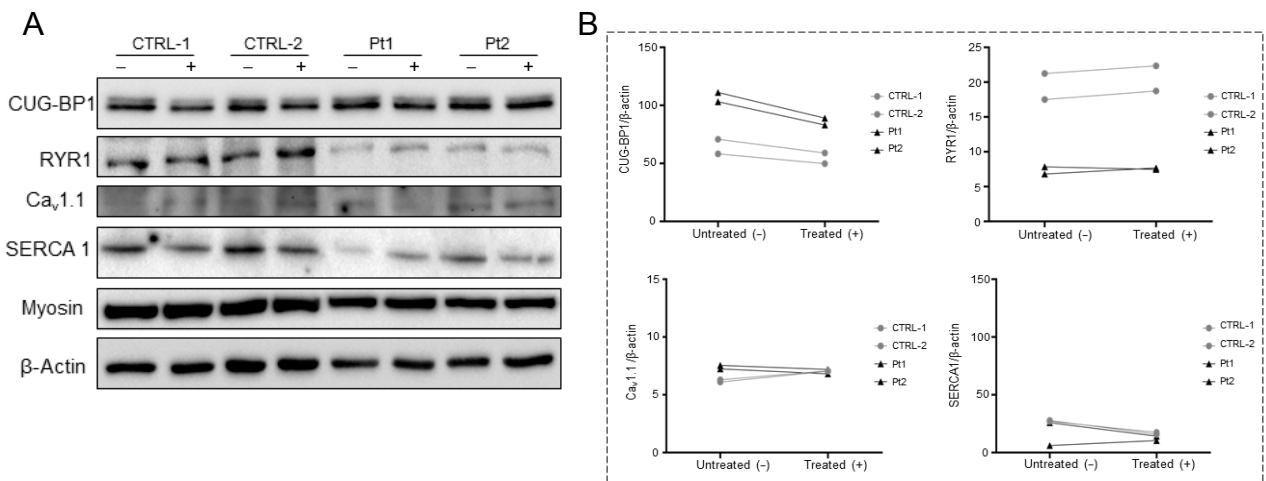 A
CTRL-1 CTRL-2 Pt1 Pt2
– + – + – + – +
CUG-BP1
RYR1
Cav1.1
SERCA 1
Myosin
β-Actin
B
CUG-BP1/β-actin
150
100
50
0
Untreated (–) Treated (+)
CTRL-1
CTRL-2
Pt1
Pt2
RYR1/β-actin
25
20
15
10
5
0
Untreated (–) Treated (+)
CTRL-1
CTRL-2
Pt1
Pt2
Cav1.1/β-actin
15
10
5
0
Untreated (–) Treated (+)
CTRL-1
CTRL-2
Pt1
Pt2
SERCA1/β-actin
150
100
50
0
Untreated (–) Treated (+)
CTRL-1
CTRL-2
Pt1
Pt2